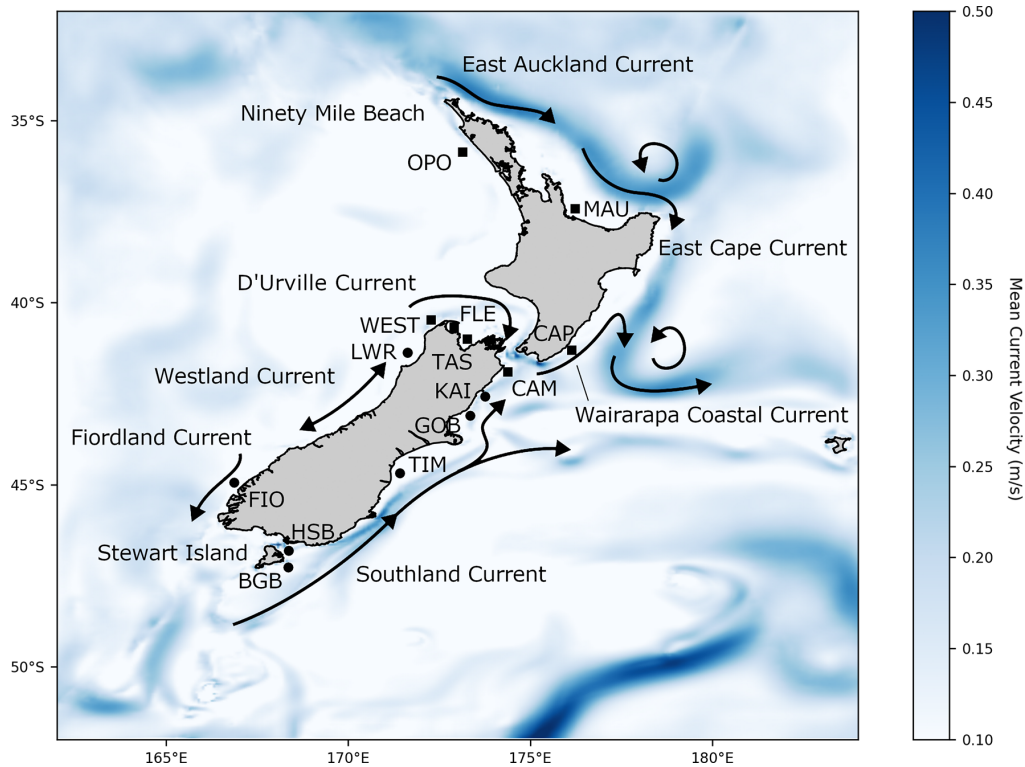 0.50
East Auckland Current
0.45
Ninety Mile Beach
35°S
OPO
0.40
MAU
East Cape Current
0.35
D'Urville Current
40°S
FLE
WEST
CAP
0.30
LWR
TAS
Westland Current
KAI
CAM
Wairarapa Coastal Current
GOB
Fiordland Current
0.25
TIM
45°S
FIO
HSB
0.20
Stewart Island
Southland Current
BGB
0.15
50°S
0.10
165°E
170°E
175°E
180°E
Mean Current Velocity (m/s)